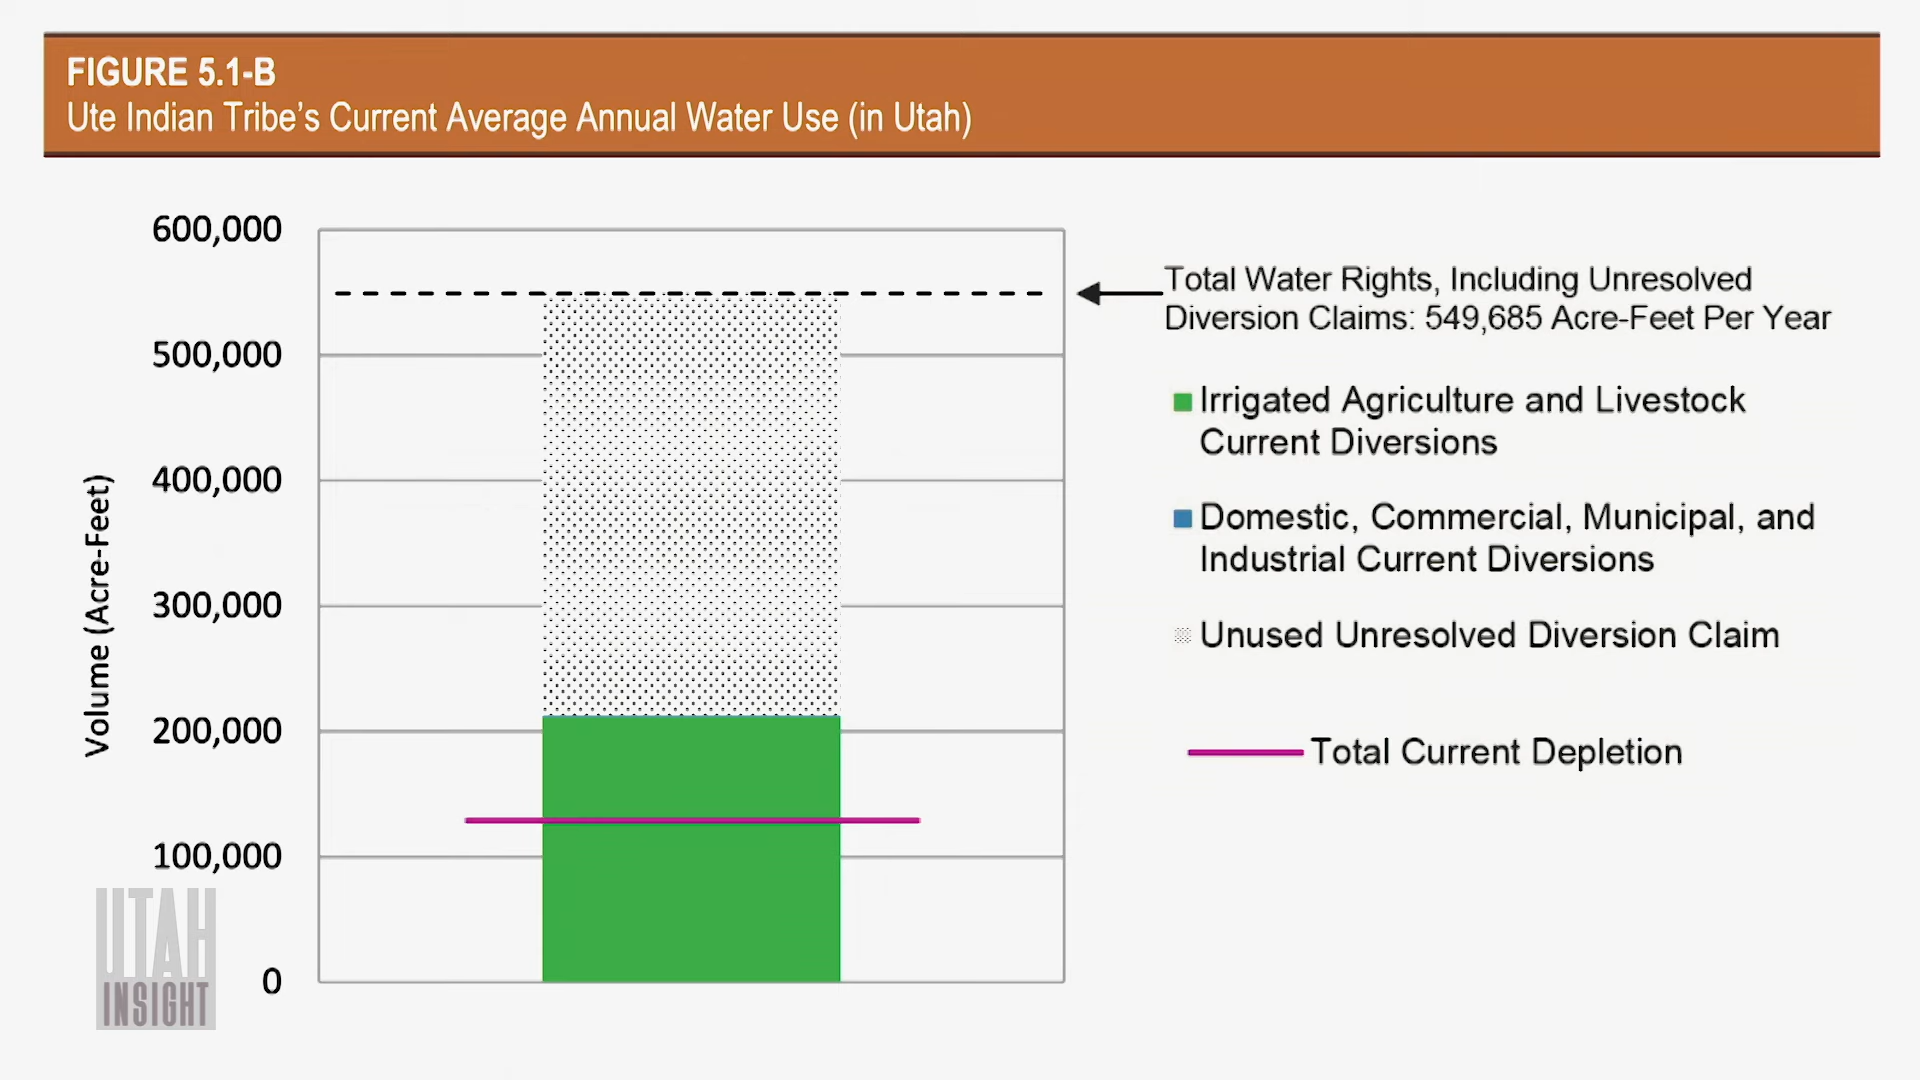 FIGURE 5.1-B
Ute Indian Tribe's Current Average Annual Water Use (in Utah)
600,000
500,000
400,000
300,000
200,000
100,000
0
Volume (Acre-Feet)
Total Water Rights, Including Unresolved
Diversion Claims: 549,685 Acre-Feet Per Year
Irrigated Agriculture and Livestock
Current Diversions
Domestic, Commercial, Municipal, and
Industrial Current Diversions
Unused Unresolved Diversion Claim
Total Current Depletion
UTAH
INSIGHT